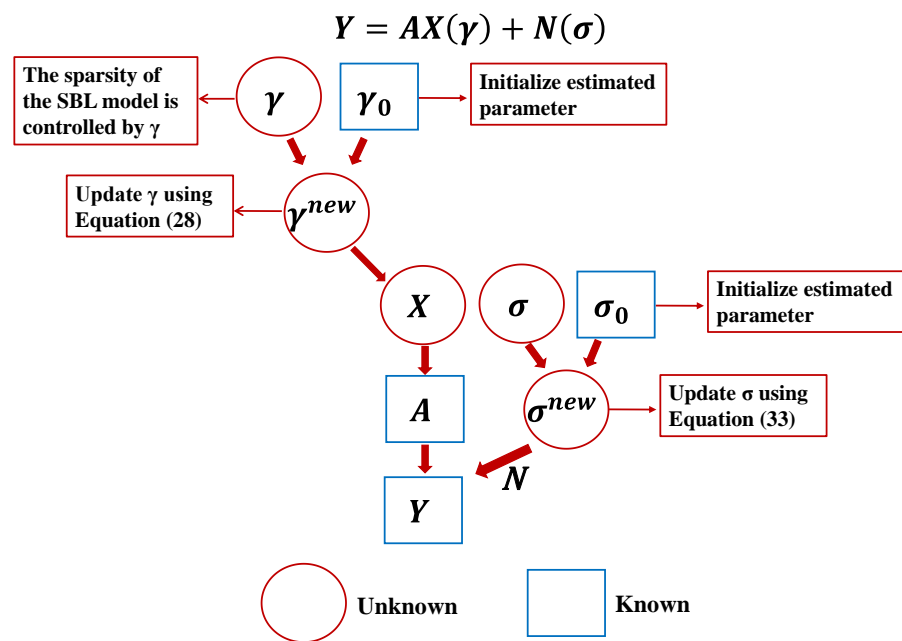 Y = AX(γ) + N(σ)
The sparsity of
the SBL model is
controlled by γ
γ
γ₀
Initialize estimated
parameter
Update γ using
Equation (28)
γⁿᵉʷ
X
σ
σ₀
Initialize estimated
parameter
A
σⁿᵉʷ
Update σ using
Equation (33)
N
Y
Unknown
Known